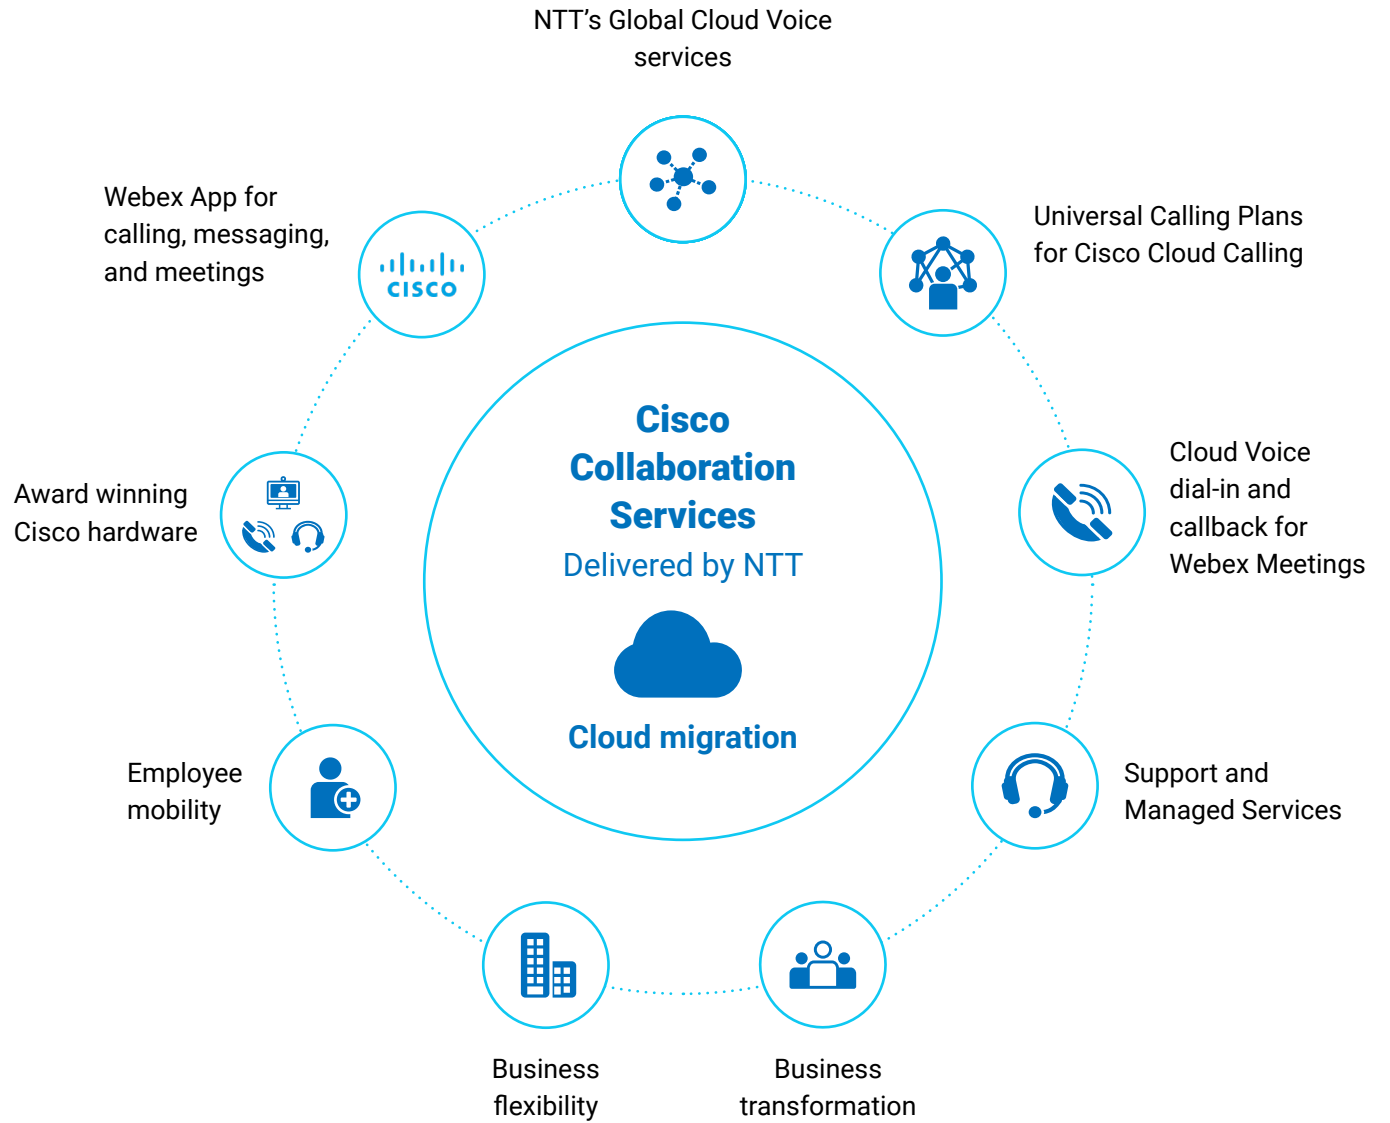 NTT’s Global Cloud Voice
services
Webex App for
calling, messaging,
and meetings
CISCO
Universal Calling Plans
for Cisco Cloud Calling
Award winning
Cisco hardware
Cisco
Collaboration
Services
Delivered by NTT
Cloud migration
Cloud Voice
dial-in and
callback for
Webex Meetings
Employee
mobility
Support and
Managed Services
Business
flexibility
Business
transformation